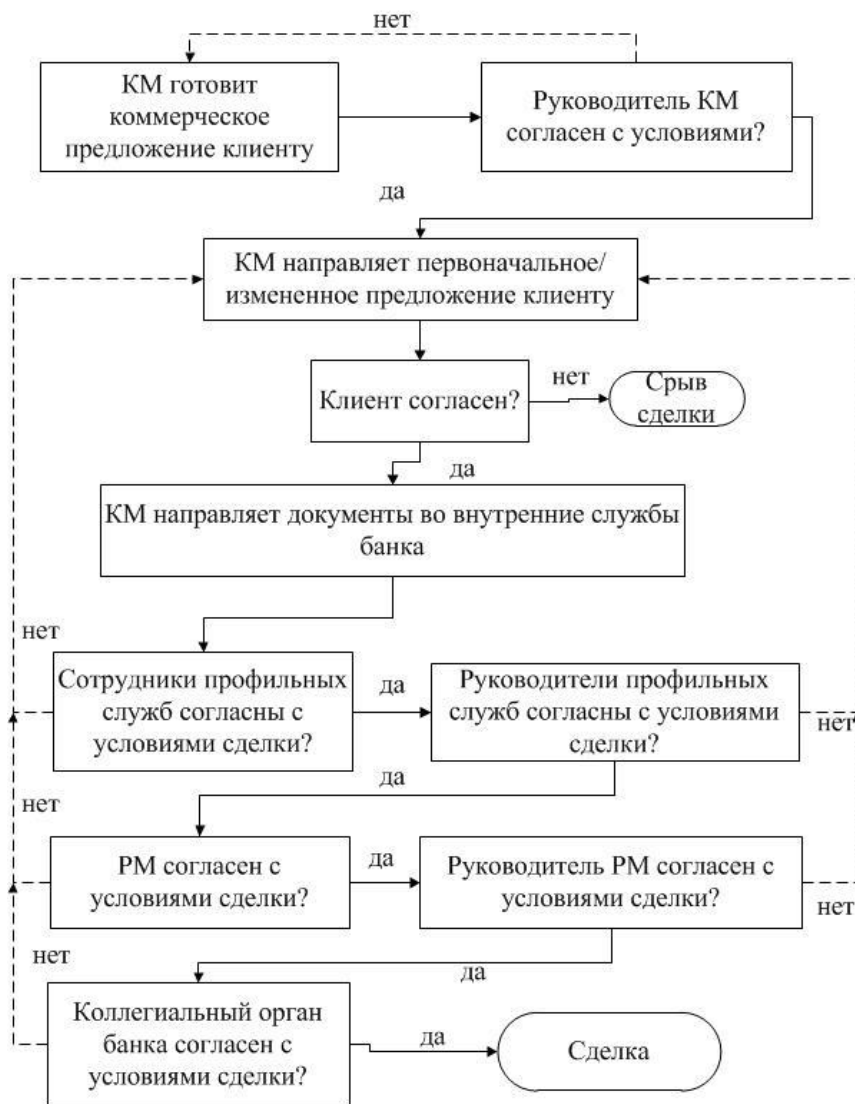 нет
КМ готовит
коммерческое
предложение клиенту
Руководитель КМ
согласен с условиями?
да
КМ направляет первоначальное/
измененное предложение клиенту
Клиент согласен?
нет
Срыв
сделки
да
КМ направляет документы во внутренние службы
банка
нет
Сотрудники профильных
служб согласны с
условиями сделки?
да
Руководители профильных
служб согласны с условиями
сделки?
нет
да
нет
РМ согласен с
условиями сделки?
да
Руководитель РМ согласен с
условиями сделки?
нет
нет
да
Коллегиальный орган
банка согласен с
условиями сделки?
да
Сделка